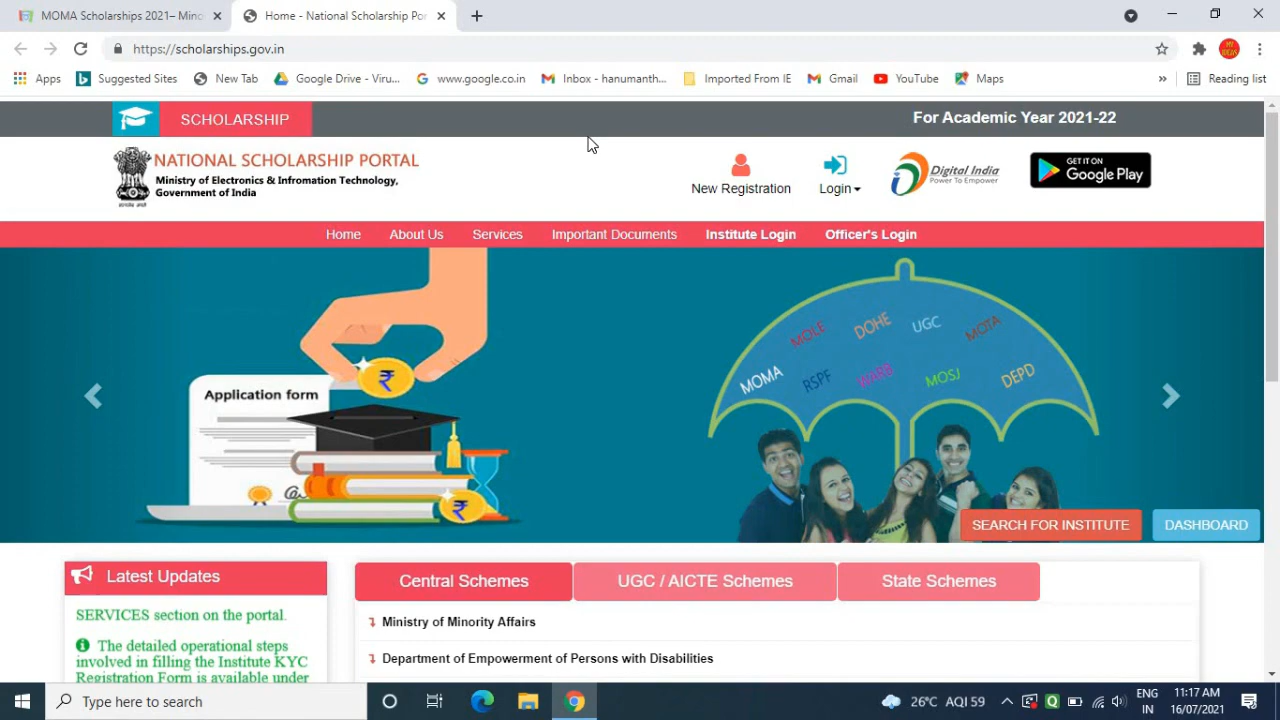 MOMA Scholarships 2021– Mino
Home - National Scholarship Por
https://scholarships.gov.in
Apps
Suggested Sites
New Tab
Google Drive - Viru...
www.google.co.in
Inbox - hanumanth...
Imported From IE
Gmail
YouTube
Maps
»
Reading list
SCHOLARSHIP
For Academic Year 2021-22
NATIONAL SCHOLARSHIP PORTAL
Ministry of Electronics & Infromation Technology,
Government of India
New Registration
Login
Digital India
Power To Empower
GET IT ON
Google Play
Home
About Us
Services
Important Documents
Institute Login
Officer's Login
Application form
MOMA
MOLE
RSPF
DOHE
WARB
UGC
MOSJ
MOTA
DEPD
SEARCH FOR INSTITUTE
DASHBOARD
Latest Updates
SERVICES section on the portal.
The detailed operational steps
involved in filling the Institute KYC
Registration Form is available under
Central Schemes
UGC / AICTE Schemes
State Schemes
Ministry of Minority Affairs
Department of Empowerment of Persons with Disabilities
Type here to search
26°C AQI 59
ENG
IN
11:17 AM
16/07/2021